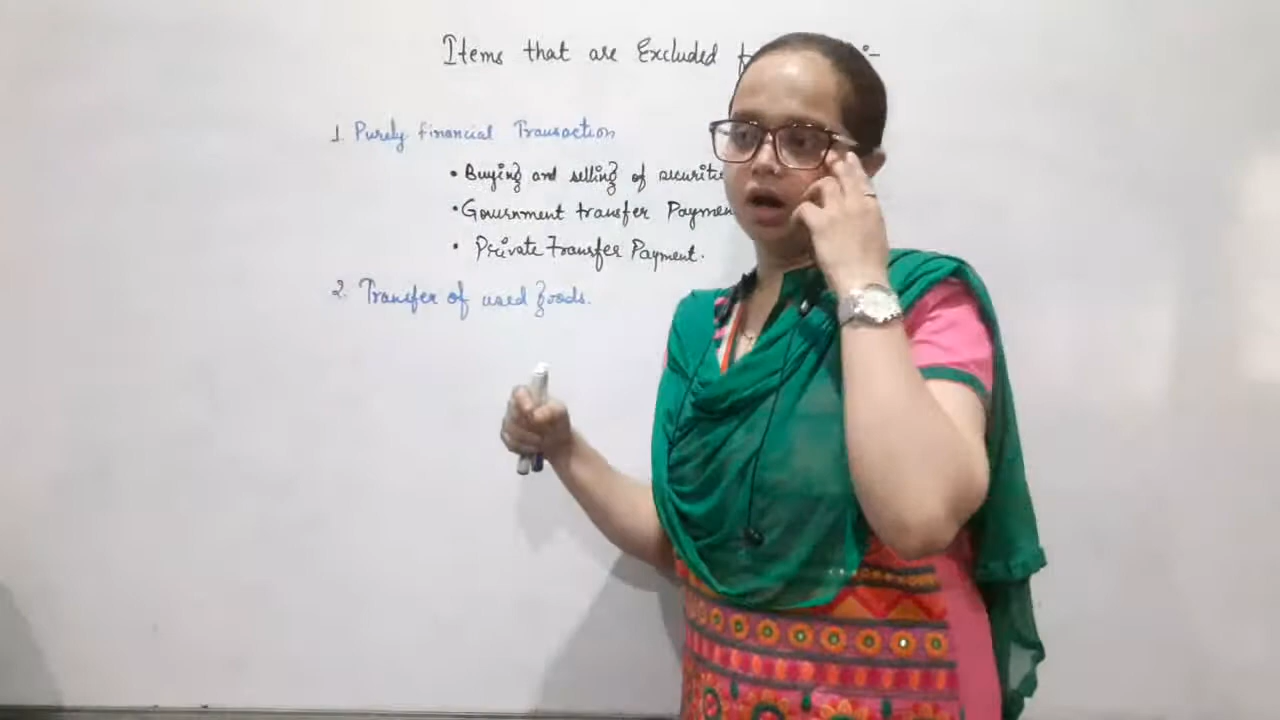 Items that are Excluded
1. Purely financial Transaction
• Buying and selling of
• Government transfer
• Private Transfer Payment.
2. Transfer of used goods.